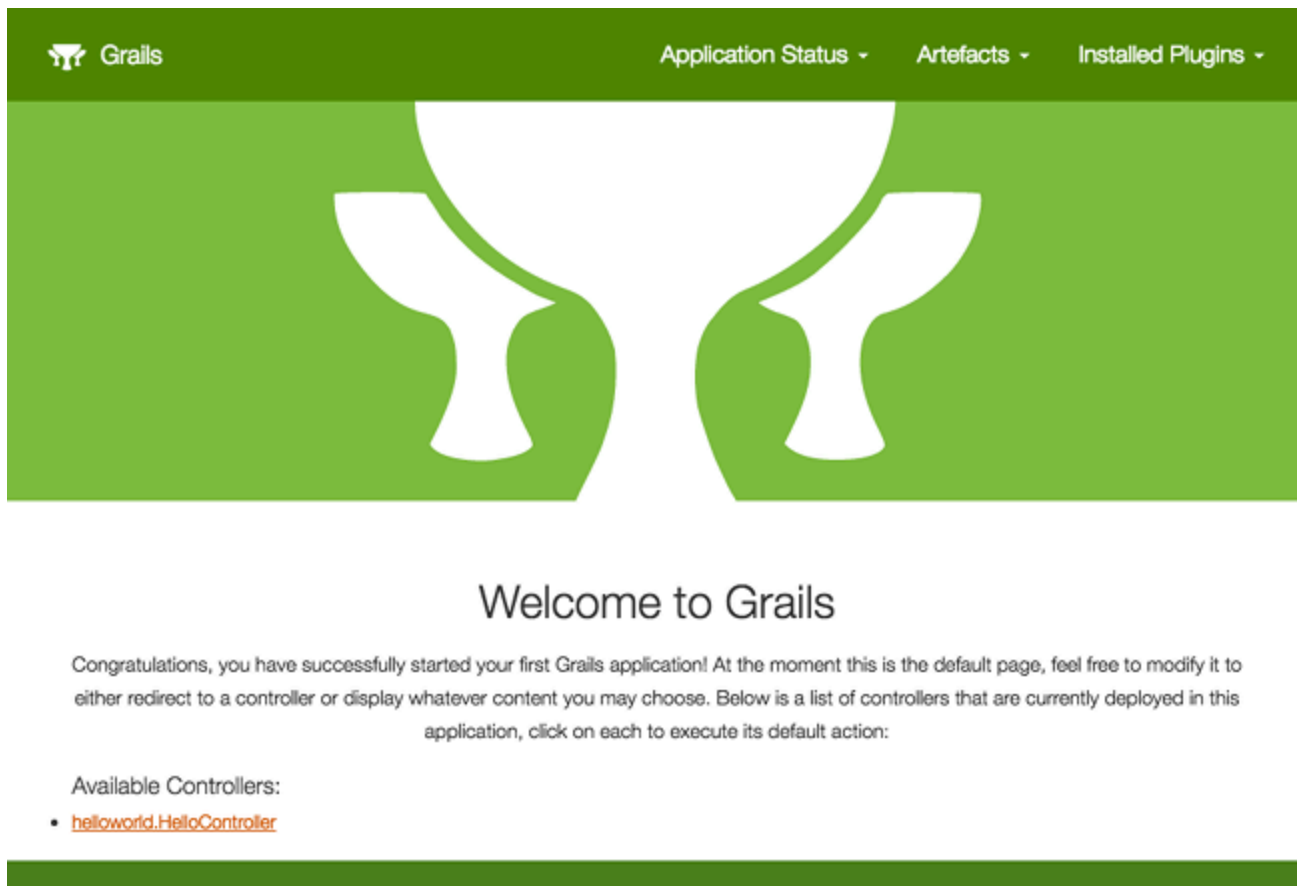 Grails
Application Status
Artefacts
Installed Plugins
Welcome to Grails
Congratulations, you have successfully started your first Grails application! At the moment this is the default page, feel free to modify it to
either redirect to a controller or display whatever content you may choose. Below is a list of controllers that are currently deployed in this
application, click on each to execute its default action:
Available Controllers:
helloworld.HelloController